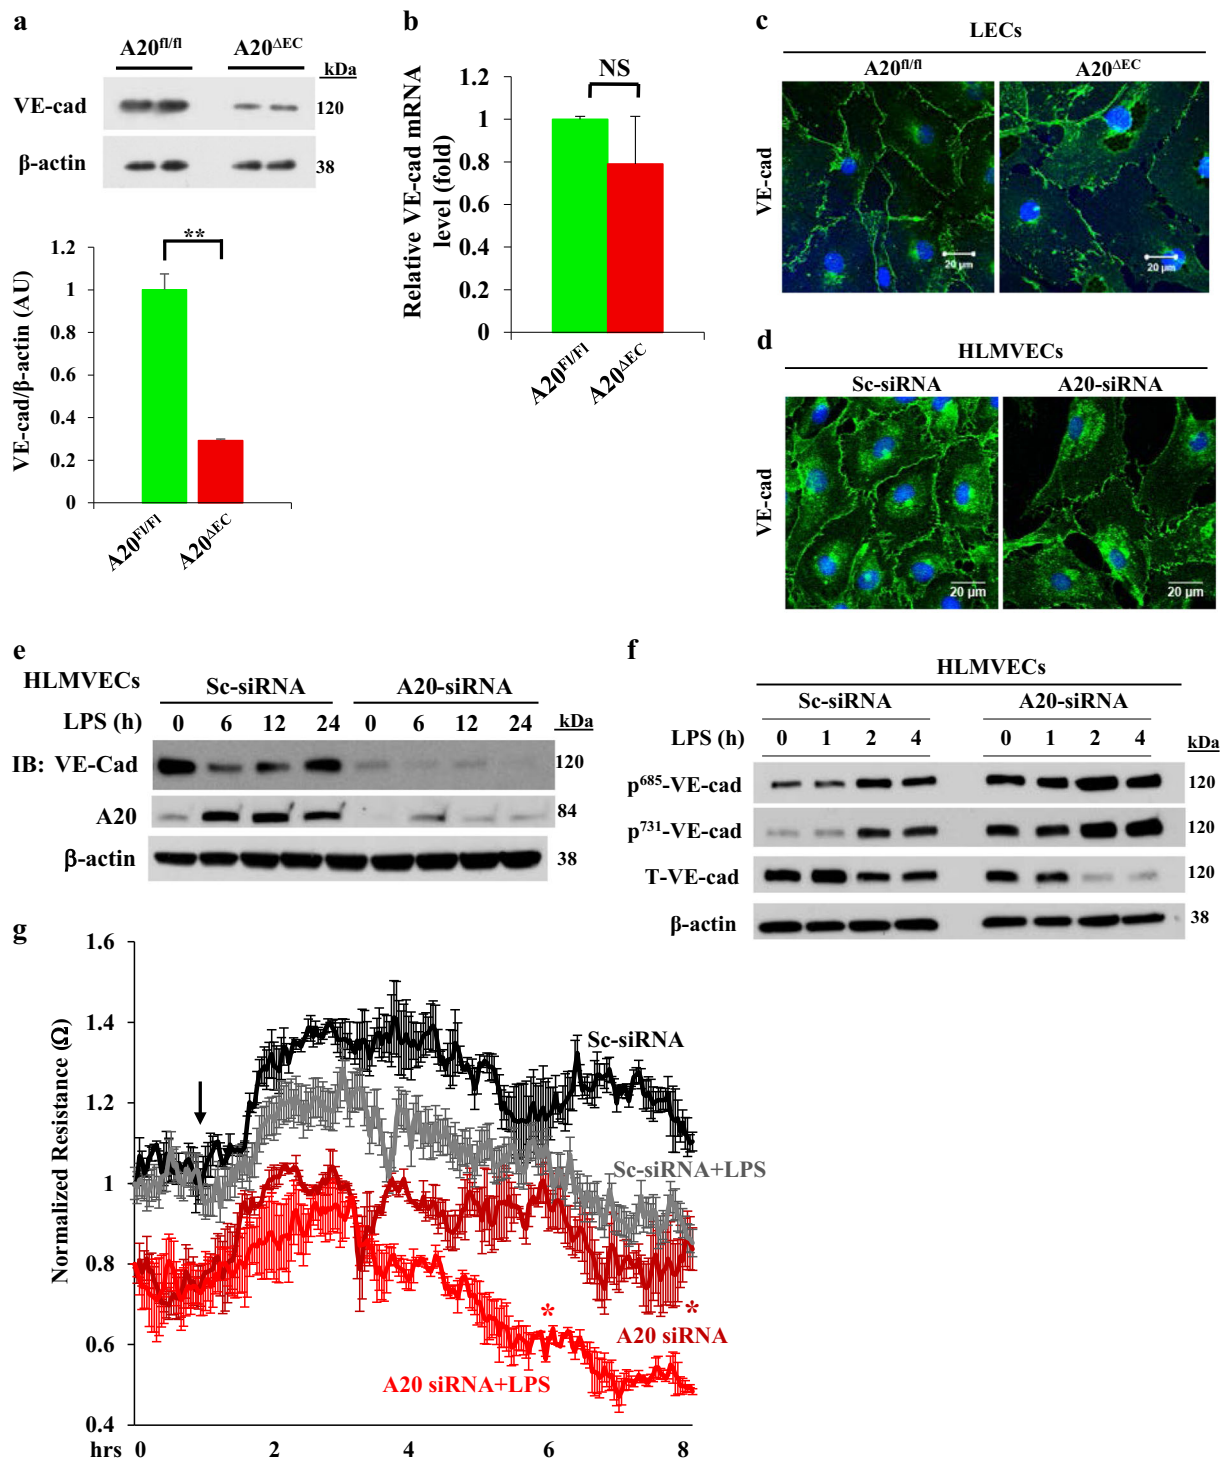 a
A20fl/fl A20ΔEC
kDa
VE-cad 120
β-actin 38
1.2
1
0.8
0.6
0.4
0.2
0
VE-cad/β-actin (AU)
**
A20Fl/Fl
A20ΔEC
b
NS
1.2
1
0.8
0.6
0.4
0.2
0
Relative VE-cad mRNA
level (fold)
A20Fl/Fl
A20ΔEC
c
LECs
A20fl/fl A20ΔEC
VE-cad
20 µm
20 µm
d
HLMVECs
Sc-siRNA A20-siRNA
VE-cad
20 µm
20 µm
e
HLMVECs
Sc-siRNA A20-siRNA
LPS (h) 0 6 12 24 0 6 12 24 kDa
IB: VE-Cad 120
A20 84
β-actin 38
f
HLMVECs
Sc-siRNA A20-siRNA
LPS (h) 0 1 2 4 0 1 2 4 kDa
p685-VE-cad 120
p731-VE-cad 120
T-VE-cad 120
β-actin 38
g
1.6
1.4
1.2
1
0.8
0.6
0.4
Normalized Resistance (Ω)
Sc-siRNA
Sc-siRNA+LPS
*
*
A20 siRNA
A20 siRNA+LPS
hrs 0 2 4 6 8